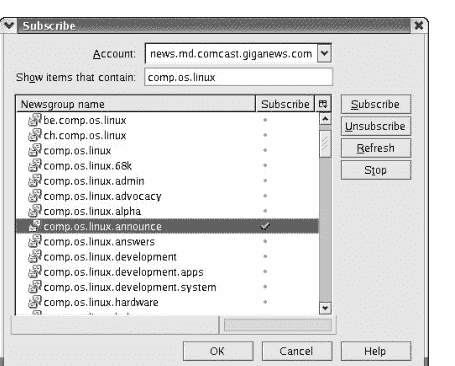 Subscribe
Account: news.md.comcast.giganews.com
Show items that contain: comp.os.linux
Newsgroup name Subscribe
be.comp.os.linux
ch.comp.os.linux
comp.os.linux
comp.os.linux.68k
comp.os.linux.admin
comp.os.linux.advocacy
comp.os.linux.alpha
comp.os.linux.announce
comp.os.linux.answers
comp.os.linux.development
comp.os.linux.development.apps
comp.os.linux.development.system
comp.os.linux.hardware
Subscribe
Unsubscribe
Refresh
Stop
OK Cancel Help